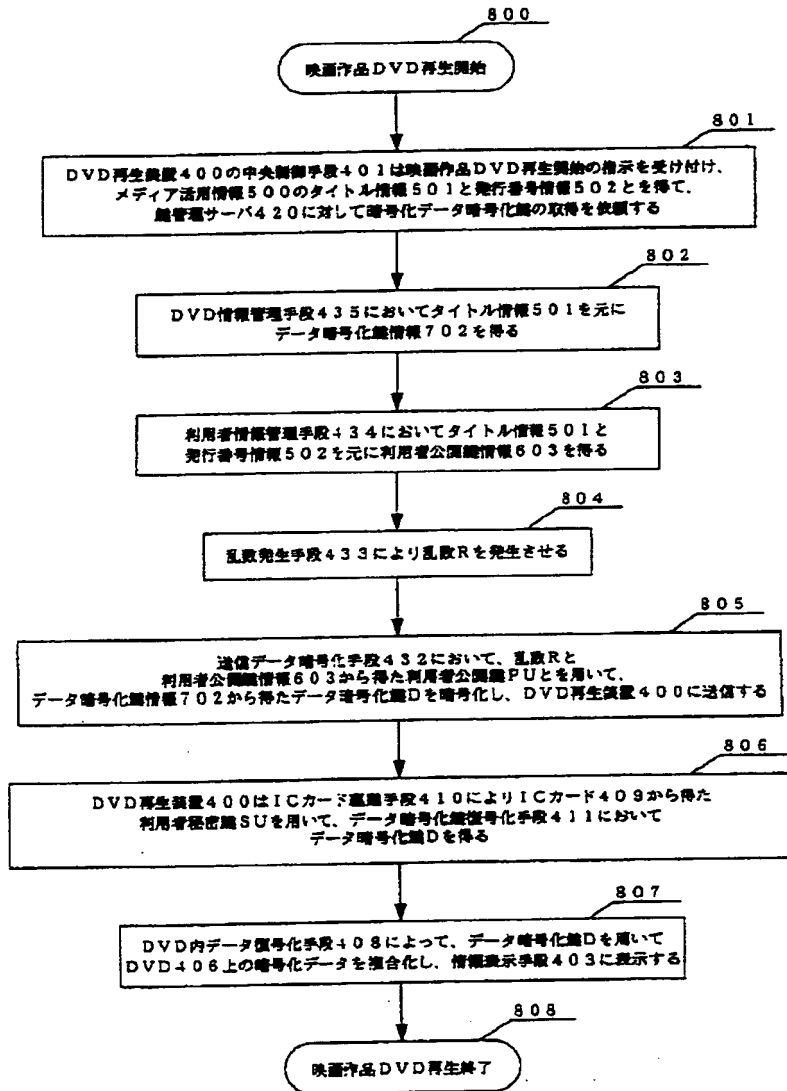 800
映画作品DVD再生開始
801
DVD再生装置400の中央制御手段401は映画作品DVD再生開始の指示を受け付け、
メディア活用情報500のタイトル情報501と発行番号情報502とを得て、
鍵管理サーバ420に対して暗号化データ暗号化鍵の取得を依頼する
802
DVD情報管理手段435においてタイトル情報501を元に
データ暗号化鍵情報702を得る
803
利用者情報管理手段434においてタイトル情報501と
発行番号情報502を元に利用者公開鍵情報603を得る
804
乱数発生手段433により乱数Rを発生させる
805
送信データ暗号化手段432において、乱数Rと
利用者公開鍵情報603から得た利用者公開鍵PUとを用いて、
データ暗号化鍵情報702から得たデータ暗号化鍵Dを暗号化し、DVD再生装置400に送信する
806
DVD再生装置400はICカード手段410によりICカード409から得た
利用者秘密鍵SUを用いて、データ暗号化鍵復号化手段411において
データ暗号化鍵Dを得る
807
DVD内データ復号化手段408によって、データ暗号化鍵Dを用いて
DVD406上の暗号化データを複合化し、情報表示手段403に表示する
808
映画作品DVD再生終了